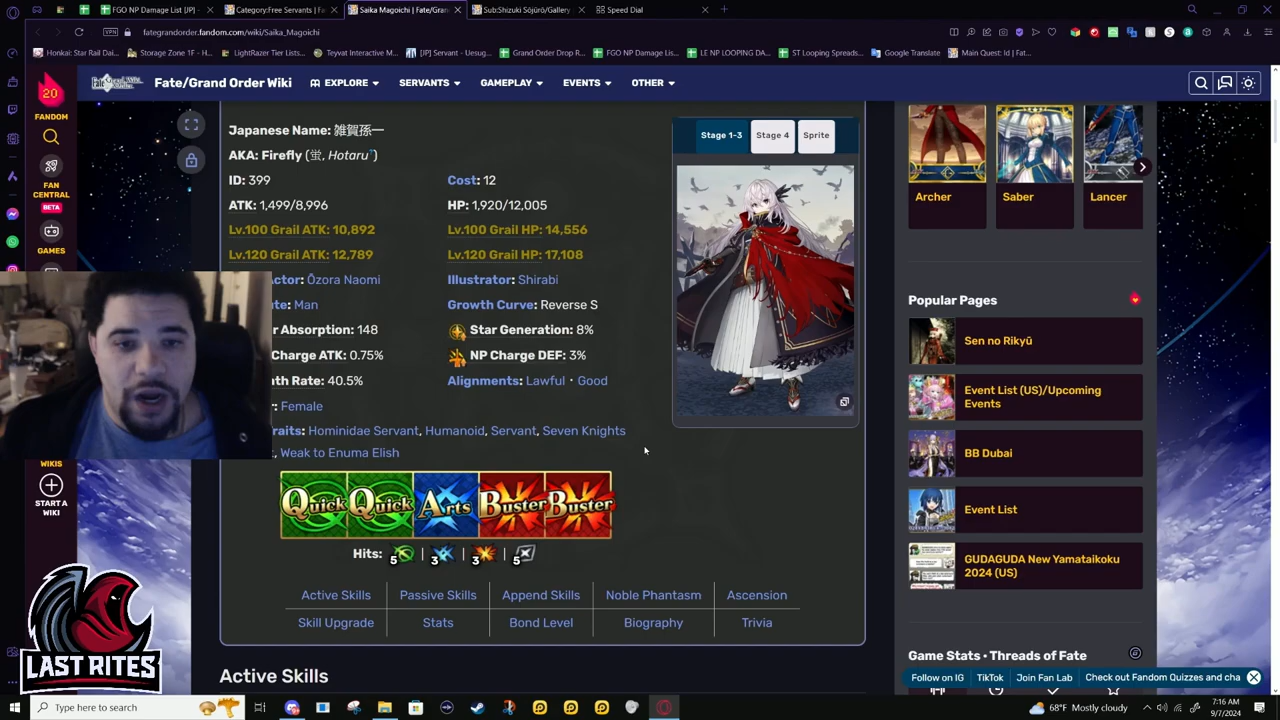 FGO NP Damage List [JP] -
Category:Free Servants | Fa
Saika Magoichi | Fate/Gran
Sub:Shizuki Sōjūrō/Gallery
Speed Dial
VPN
fategrandorder.fandom.com/wiki/Saika_Magoichi
Honkai: Star Rail Dai...
Storage Zone 1F - H...
LightRazer Tier Lists...
Teyvat Interactive M...
[JP] Servant - Uesug...
Grand Order Drop R...
FGO NP Damage Lis...
LE NP LOOPING DA...
ST Looping Spreads...
Google Translate
Main Quest: Id | Fat...
20
FANDOM
Fate/Grand Order Wiki
EXPLORE
SERVANTS
GAMEPLAY
EVENTS
OTHER
FAN
CENTRAL
BETA
GAMES
WIKIS
START A
WIKI
Japanese Name: 雑賀孫一
AKA: Firefly (蛍, Hotaru?)
ID: 399
Cost: 12
ATK: 1,499/8,996
HP: 1,920/12,005
Lv.100 Grail ATK: 10,892
Lv.100 Grail HP: 14,556
Lv.120 Grail ATK: 12,789
Lv.120 Grail HP: 17,108
Actor: Ōzora Naomi
Illustrator: Shirabi
te: Man
Growth Curve: Reverse S
r Absorption: 148
Star Generation: 8%
Charge ATK: 0.75%
NP Charge DEF: 3%
th Rate: 40.5%
Alignments: Lawful・Good
r: Female
raits: Hominidae Servant, Humanoid, Servant, Seven Knights
t, Weak to Enuma Elish
Quick Quick Arts Buster Buster
Hits: 5 | 3 | 3 | 5
Active Skills
Passive Skills
Append Skills
Noble Phantasm
Ascension
Skill Upgrade
Stats
Bond Level
Biography
Trivia
Active Skills
Stage 1-3
Stage 4
Sprite
Archer
Saber
Lancer
Popular Pages
Sen no Rikyū
Event List (US)/Upcoming
Events
BB Dubai
Event List
GUDAGUDA New Yamataikoku
2024 (US)
Game Stats • Threads of Fate
Follow on IG
TikTok
Join Fan Lab
Check out Fandom Quizzes and cha
LAST RITES
Type here to search
68°F Mostly cloudy
7:16 AM
9/7/2024